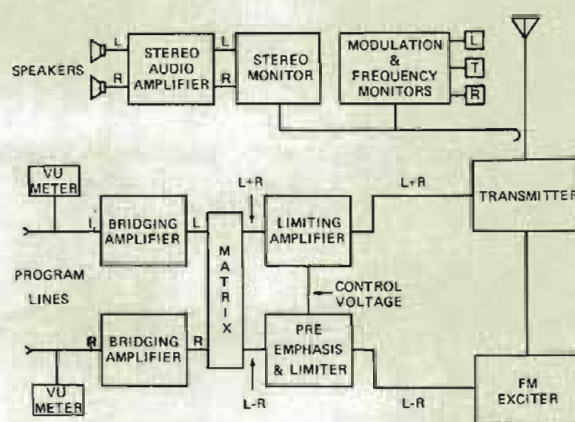 SPEAKERS
L
R
STEREO
AUDIO
AMPLIFIER
L
R
STEREO
MONITOR
MODULATION
&
FREQUENCY
MONITORS
L
T
R
VU
METER
L
BRIDGING
AMPLIFIER
L
MATRIX
L+R
LIMITING
AMPLIFIER
L+R
TRANSMITTER
PROGRAM
LINES
CONTROL
VOLTAGE
R
BRIDGING
AMPLIFIER
R
PRE
EMPHASIS
& LIMITER
VU
METER
L-R
L-R
FM
EXCITER